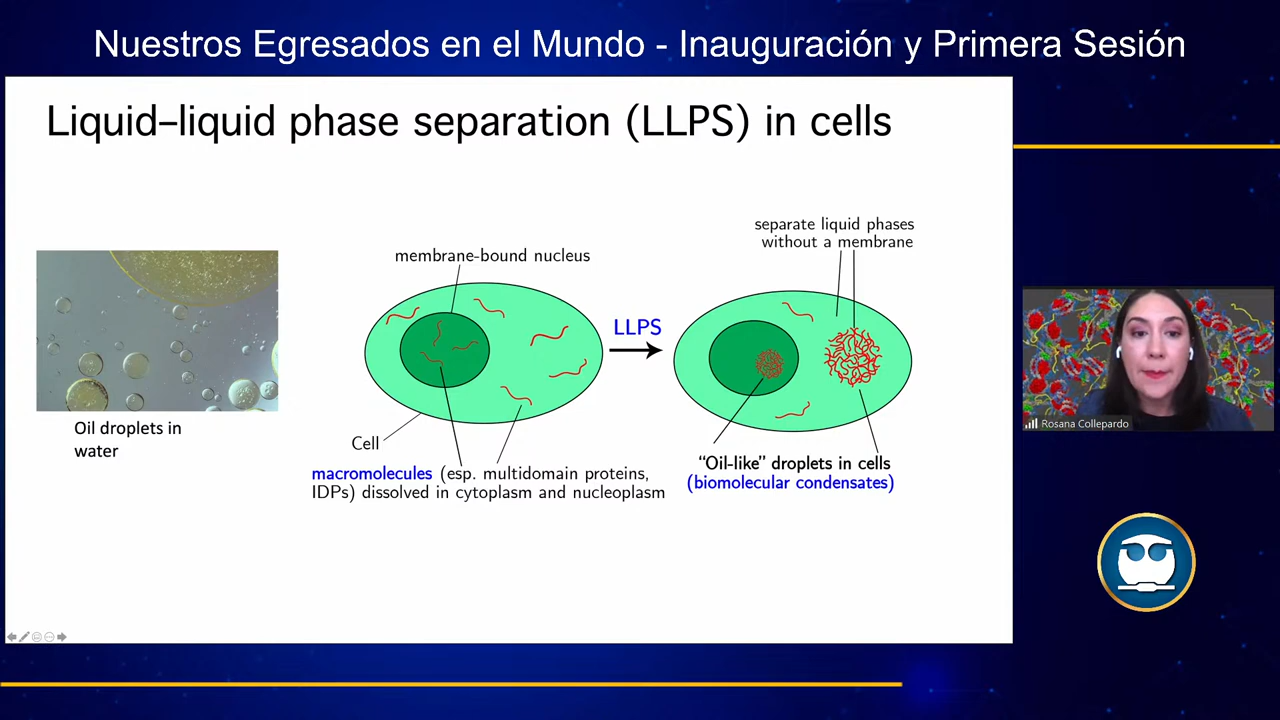 Nuestros Egresados en el Mundo - Inauguración y Primera Sesión
Liquid–liquid phase separation (LLPS) in cells
Oil droplets in
water
membrane-bound nucleus
Cell
macromolecules (esp. multidomain proteins,
IDPs) dissolved in cytoplasm and nucleoplasm
LLPS
separate liquid phases
without a membrane
“Oil-like” droplets in cells
(biomolecular condensates)
Rosana Collepardo